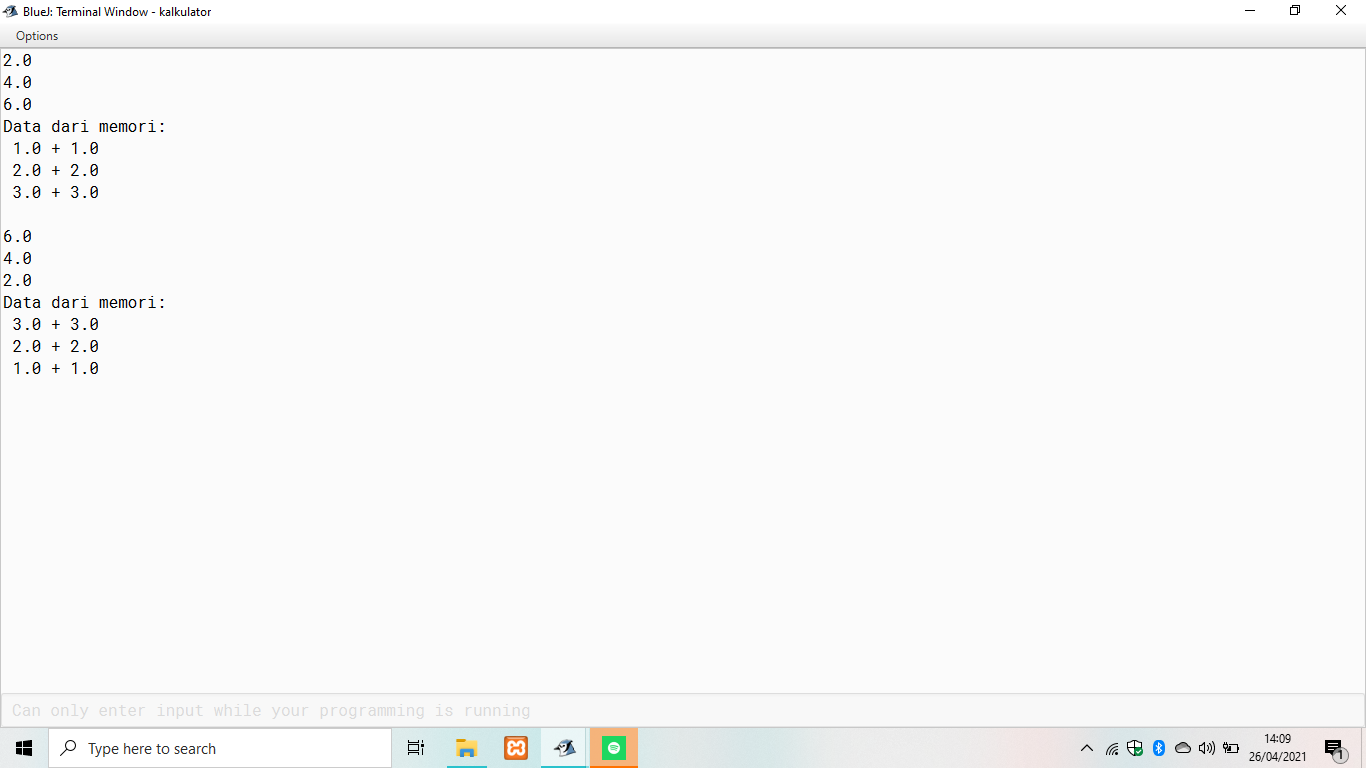 BlueJ: Terminal Window - kalkulator
Options
2.0
4.0
6.0
Data dari memori:
1.0 + 1.0
2.0 + 2.0
3.0 + 3.0
6.0
4.0
2.0
Data dari memori:
3.0 + 3.0
2.0 + 2.0
1.0 + 1.0
Can only enter input while your programming is running
Type here to search
14:09
26/04/2021
1